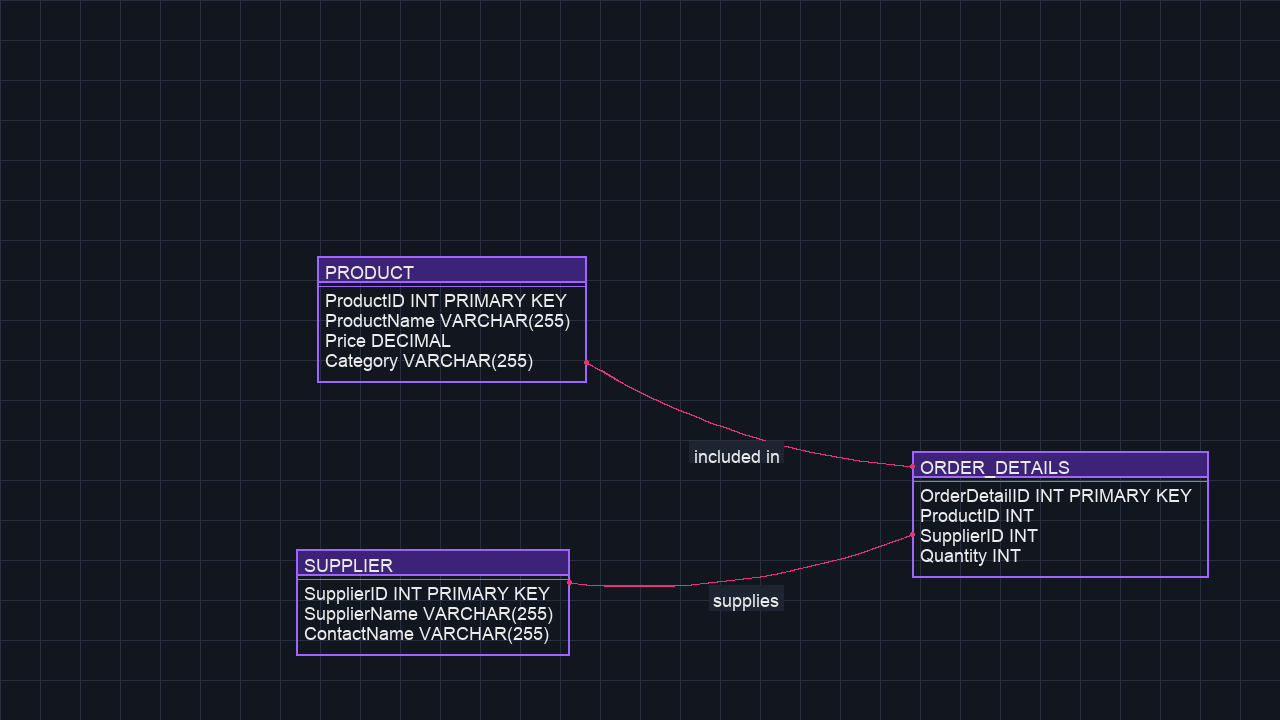 PRODUCT
ProductID INT PRIMARY KEY
ProductName VARCHAR(255)
Price DECIMAL
Category VARCHAR(255)
included in
ORDER_DETAILS
OrderDetailID INT PRIMARY KEY
ProductID INT
SupplierID INT
Quantity INT
SUPPLIER
SupplierID INT PRIMARY KEY
SupplierName VARCHAR(255)
ContactName VARCHAR(255)
supplies